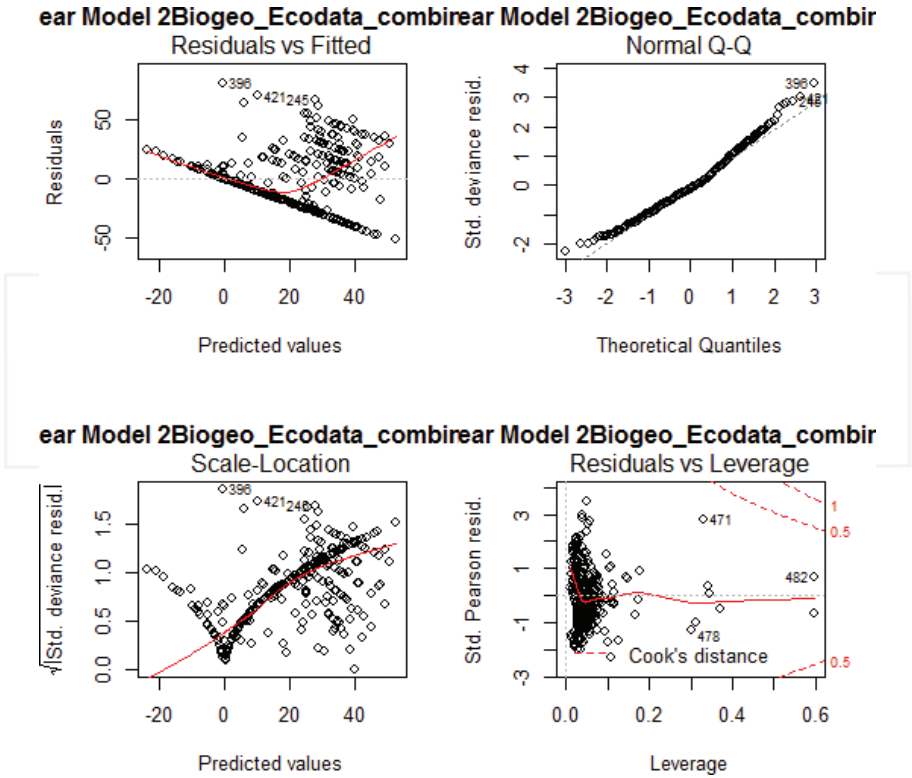 ear Model 2Biogeo_Ecodata_combin
ear Model 2Biogeo_Ecodata_combir
Residuals vs Fitted
Normal Q-Q
Residuals
50
0
-50
396
421
245
-20 0 20 40
Predicted values
Std. deviance resid.
4
3
2
1
0
-2
396
-3 -2 -1 0 1 2 3
Theoretical Quantiles
ear Model 2Biogeo_Ecodata_combin
ear Model 2Biogeo_Ecodata_combir
Scale-Location
Residuals vs Leverage
√|Std. deviance resid.|
1.5
1.0
0.5
0.0
396
421
245
-20 0 20 40
Predicted values
Std. Pearson resid.
3
1
-1
-3
471
482
478
1
0.5
0.5
Cook's distance
0.0 0.2 0.4 0.6
Leverage